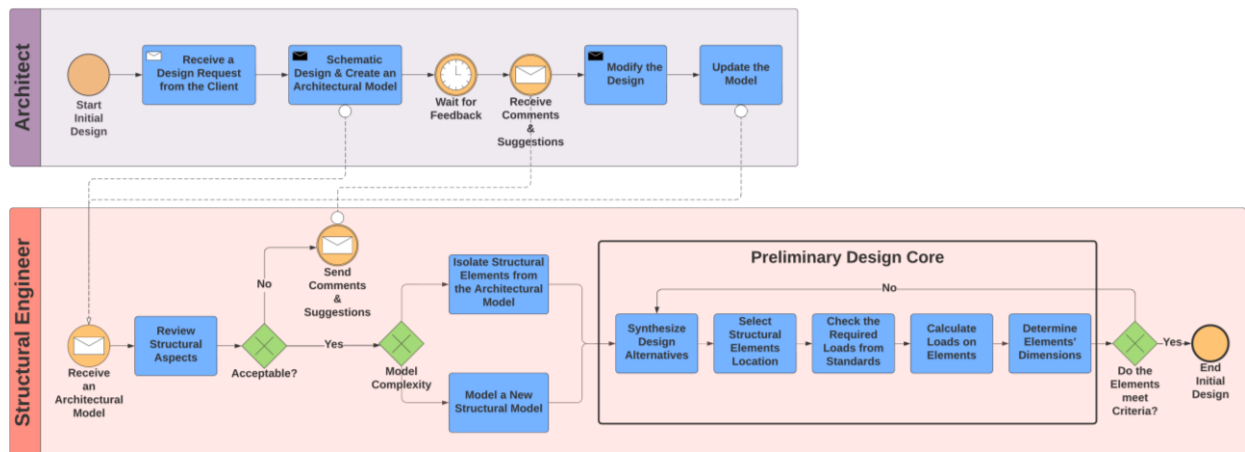 Architect
Start
Initial
Design
Receive a
Design Request
from the Client
Schematic
Design & Create an
Architectural Model
Wait for
Feedback
Receive
Comments
&
Suggestions
Modify the
Design
Update the
Model
Structural Engineer
Receive
an
Architectural
Model
Review
Structural
Aspects
Acceptable?
No
Yes
Send
Comments
&
Suggestions
Model
Complexity
Isolate Structural
Elements from
the Architectural
Model
Model a New
Structural Model
Preliminary Design Core
No
Synthesize
Design
Alternatives
Select
Structural
Elements
Location
Check the
Required
Loads from
Standards
Calculate
Loads on
Elements
Determine
Elements'
Dimensions
Do the
Elements
meet
Criteria?
Yes
End
Initial
Design